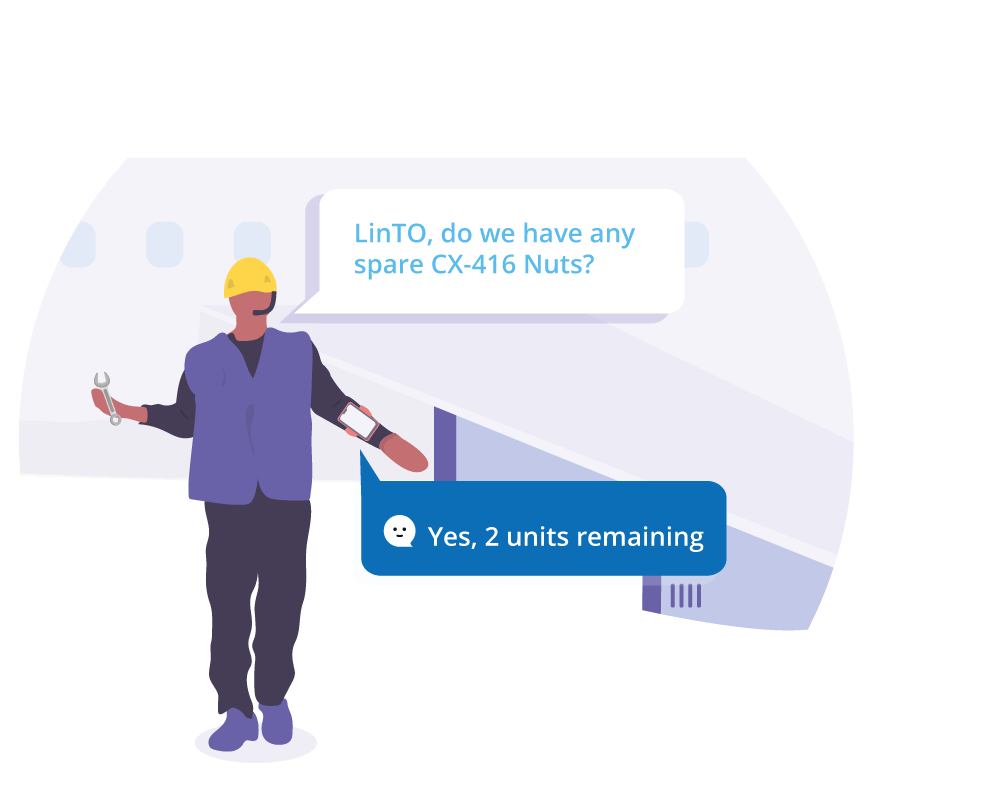 LinTO, do we have any
spare CX-416 Nuts?
Yes, 2 units remaining